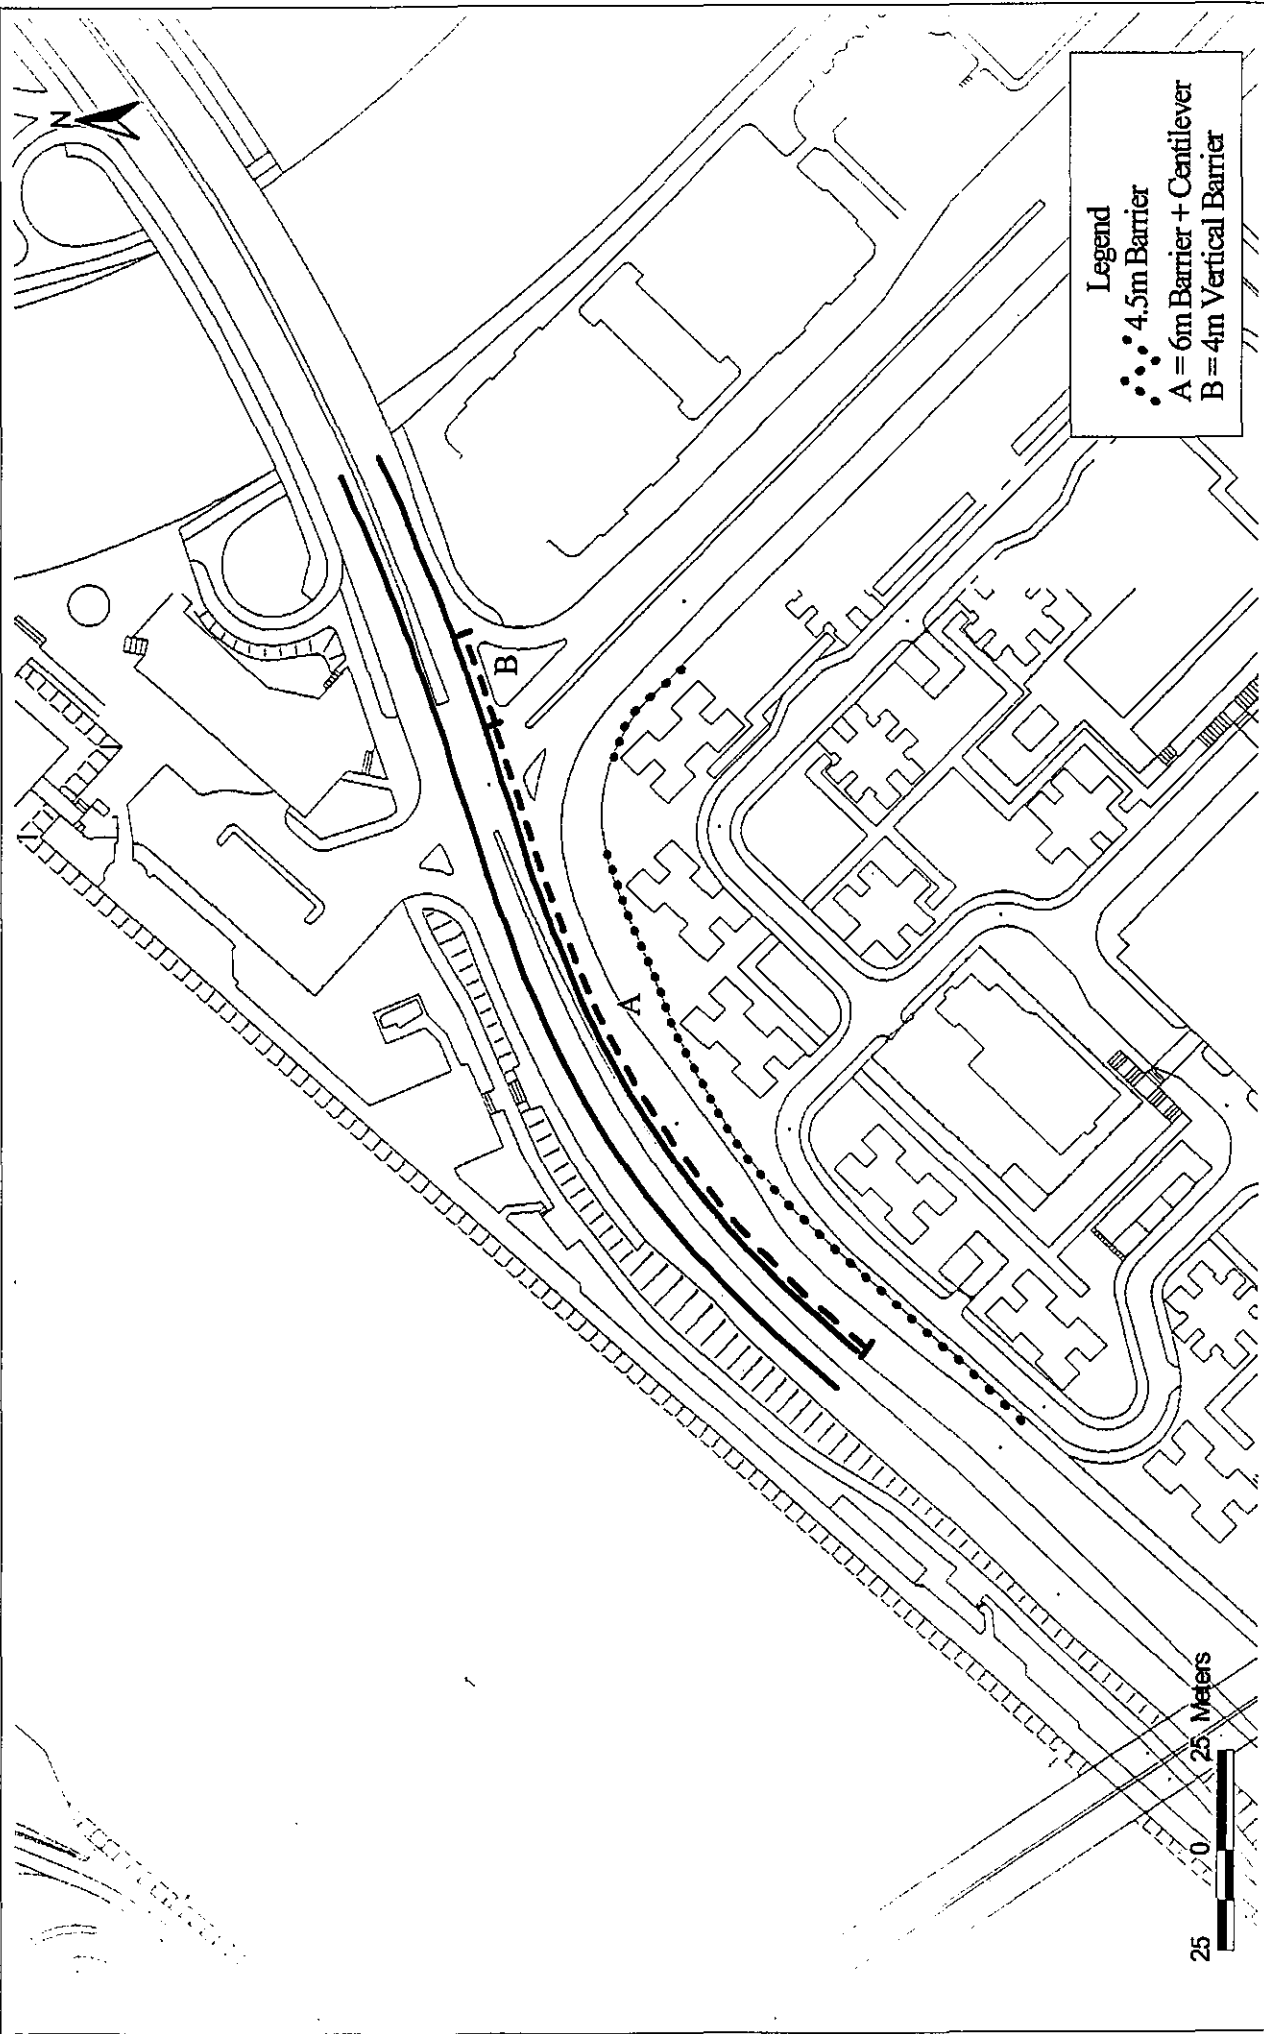 N
B
A
Legend
4.5m Barrier
A = 6m Barrier + Centilever
B = 4m Vertical Barrier
25 0 25 Meters